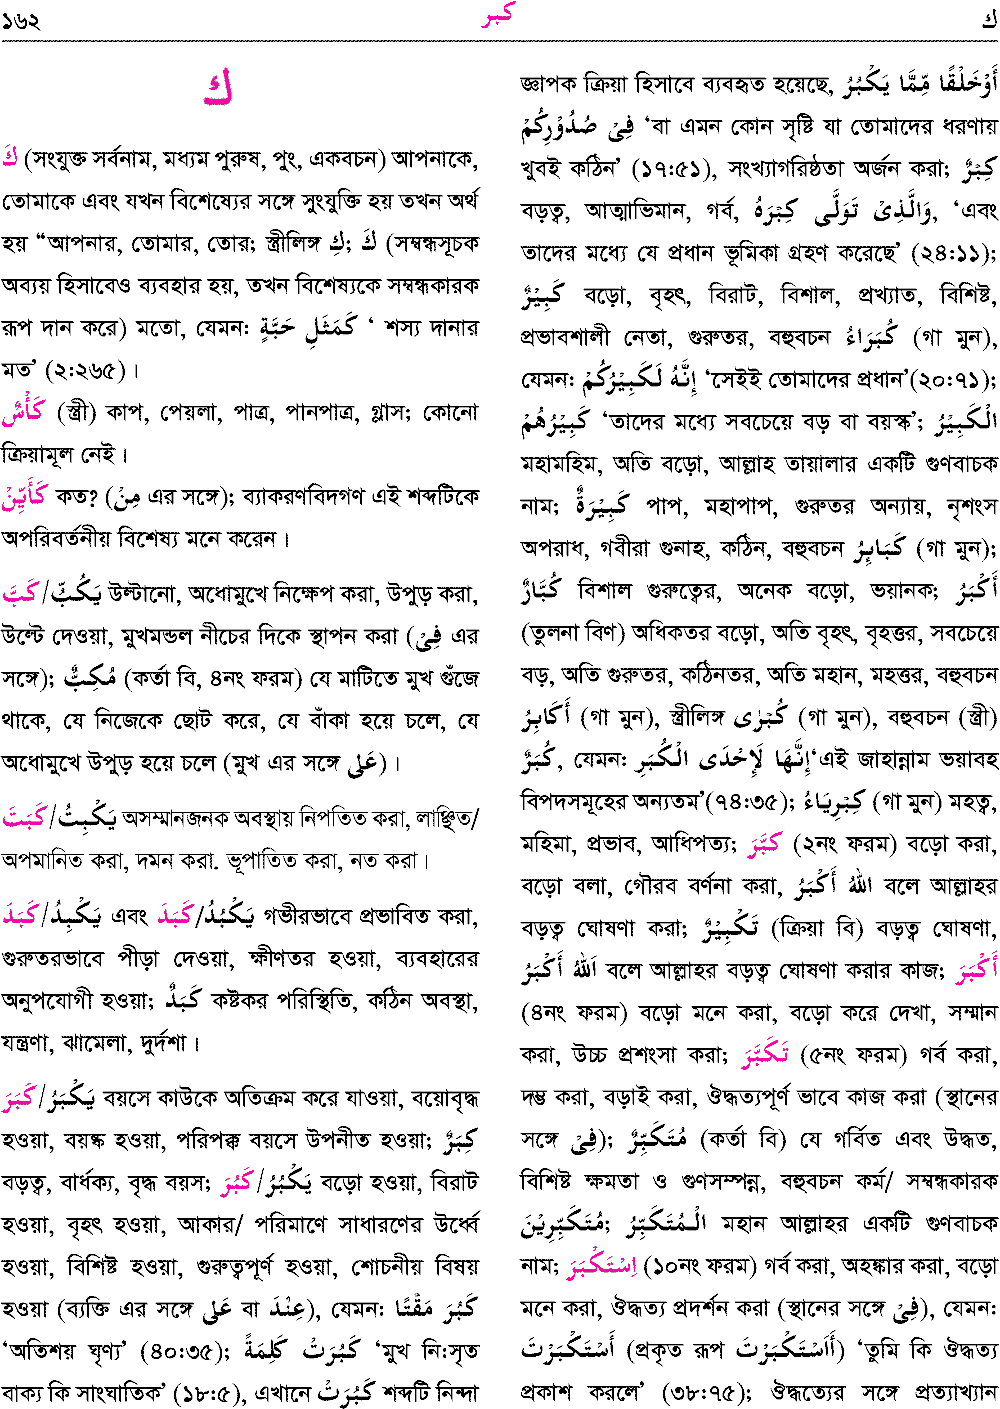 ১৬২ كبر ك
ك
كَ (সংযুক্ত সর্বনাম, মধ্যম পুরুষ, পুং, একবচন) আপনাকে,
তোমাকে এবং যখন বিশেষ্যের সঙ্গে সুংযুক্তি হয় তখন অর্থ
হয় “আপনার, তোমার, তোর; স্ত্রীলিঙ্গ كِ; كَ (সম্বন্ধসূচক
অব্যয় হিসাবেও ব্যবহার হয়, তখন বিশেষ্যকে সম্বন্ধকারক
রূপ দান করে) মতো, যেমন: كَمَثَلِ حَبَّةٍ ‘ শস্য দানার
মত’ (২:২৬৫)।
كَأْسٌ (স্ত্রী) কাপ, পেয়লা, পাত্র, পানপাত্র, গ্লাস; কোনো
ক্রিয়ামূল নেই।
كَأَيِّنْ কত? (مِنْ এর সঙ্গে); ব্যাকরণবিদগণ এই শব্দটিকে
অপরিবর্তনীয় বিশেষ্য মনে করেন।
كَبَّ/يَكُبّ উল্টানো, অধোমুখে নিক্ষেপ করা, উপুড় করা,
উল্টে দেওয়া, মুখমন্ডল নীচের দিকে স্থাপন করা (فِيْ এর
সঙ্গে); مُكِبٌّ (কর্তা বি, ৪নং ফরম) যে মাটিতে মুখ গুঁজে
থাকে, যে নিজেকে ছোট করে, যে বাঁকা হয়ে চলে, যে
অধোমুখে উপুড় হয়ে চলে (মুখ এর সঙ্গে عَلٰى)।
كَبَتَ/يَكْبِتُ অসম্মানজনক অবস্থায় নিপতিত করা, লাঞ্ছিত/
অপমানিত করা, দমন করা. ভূপাতিত করা, নত করা।
كَبَدَ/يَكْبِدُ এবং كَبَدَ/يَكْبُدُ গভীরভাবে প্রভাবিত করা,
গুরুতরভাবে পীড়া দেওয়া, ক্ষীণতর হওয়া, ব্যবহারের
অনুপযোগী হওয়া; كَبَدٌ কষ্টকর পরিস্থিতি, কঠিন অবস্থা,
যন্ত্রণা, ঝামেলা, দুর্দশা।
كَبَرَ/يَكْبَرُ বয়সে কাউকে অতিক্রম করে যাওয়া, বয়োবৃদ্ধ
হওয়া, বয়স্ক হওয়া, পরিপক্ক বয়সে উপনীত হওয়া; كِبَرٌ
বড়ত্ব, বার্ধক্য, বৃদ্ধ বয়স; كَبُرَ/يَكْبُرُ বড়ো হওয়া, বিরাট
হওয়া, বৃহৎ হওয়া, আকার/ পরিমাণে সাধারণের উর্ধ্বে
হওয়া, বিশিষ্ট হওয়া, গুরুত্বপূর্ণ হওয়া, শোচনীয় বিষয়
হওয়া (ব্যক্তি এর সঙ্গে عَلٰى বা عِنْدَ), যেমন: كَبُرَ مَقْتًا
‘অতিশয় ঘৃণ্য’ (৪০:৩৫); كَبُرَتْ كَلِمَةً ‘মুখ নি:সৃত
বাক্য কি সাংঘাতিক’ (১৮:৫), এখানে كَبُرَتْ শব্দটি নিন্দা
জ্ঞাপক ক্রিয়া হিসাবে ব্যবহৃত হয়েছে, أَوْخَلْقًا مِّمَّا يَكْبُرُ
فِيْ صُدُوْرِكُمْ ‘বা এমন কোন সৃষ্টি যা তোমাদের ধরণায়
খুবই কঠিন’ (১৭:৫১), সংখ্যাগরিষ্ঠতা অর্জন করা; كِبْرٌ
বড়ত্ব, আত্মাভিমান, গর্ব, وَالَّذِيْ تَوَلّٰى كِبْرَهُ, ‘এবং
তাদের মধ্যে যে প্রধান ভূমিকা গ্রহণ করেছে’ (২৪:১১);
كَبِيْرٌ বড়ো, বৃহৎ, বিরাট, বিশাল, প্রখ্যাত, বিশিষ্ট,
প্রভাবশালী নেতা, গুরুতর, বহুবচন كُبَرَاءُ (গা মুন),
যেমন: إِنَّهُ لَكَبِيْرُكُمْ ‘সেইই তোমাদের প্রধান’(২০:৭১);
كَبِيْرُهُمْ ‘তাদের মধ্যে সবচেয়ে বড় বা বয়স্ক’; الْكَبِيْرُ
মহামহিম, অতি বড়ো, আল্লাহ তায়ালার একটি গুণবাচক
নাম; كَبِيْرَةٌ পাপ, মহাপাপ, গুরুতর অন্যায়, নৃশংস
অপরাধ, গবীরা গুনাহ, কঠিন, বহুবচন كَبَابِرُ (গা মুন);
كُبَّارٌ বিশাল গুরুত্বের, অনেক বড়ো, ভয়ানক; أَكْبَرُ
(তুলনা বিণ) অধিকতর বড়ো, অতি বৃহৎ, বৃহত্তর, সবচেয়ে
বড়, অতি গুরুতর, কঠিনতর, অতি মহান, মহত্তর, বহুবচন
أَكَابِرُ (গা মুন), স্ত্রীলিঙ্গ كُبْرٰى (গা মুন), বহুবচন (স্ত্রী)
كُبَرٌ, যেমন: إِنَّهَا لَإِحْدَى الْكُبَرِ‘এই জাহান্নাম ভয়াবহ
বিপদসমূহের অন্যতম’(৭৪:৩৫); كِبْرِيَاءُ (গা মুন) মহত্ব,
মহিমা, প্রভাব, আধিপত্য; كَبَّرَ (২নং ফরম) বড়ো করা,
বড়ো বলা, গৌরব বর্ণনা করা, اللهُ أَكْبَرُ বলে আল্লাহর
বড়ত্ব ঘোষণা করা; تَكْبِيْرٌ (ক্রিয়া বি) বড়ত্ব ঘোষণা,
اَللهُ أَكْبَرُ বলে আল্লাহর বড়ত্ব ঘোষণা করার কাজ; أَكْبَرَ
(৪নং ফরম) বড়ো মনে করা, বড়ো করে দেখা, সম্মান
করা, উচ্চ প্রশংসা করা; تَكَبَّرَ (৫নং ফরম) গর্ব করা,
দম্ভ করা, বড়াই করা, ঔদ্ধত্যপূর্ণ ভাবে কাজ করা (স্থানের
সঙ্গে فِيْ); مُتَكَبِّرٌ (কর্তা বি) যে গর্বিত এবং উদ্ধত,
বিশিষ্ট ক্ষমতা ও গুণসম্পন্ন, বহুবচন কর্ম/ সম্বন্ধকারক
مُتَكَبِّرِيْنَ; الْمُتَكَبِّرُ মহান আল্লাহর একটি গুণবাচক
নাম; اِسْتَكْبَرَ (১০নং ফরম) গর্ব করা, অহঙ্কার করা, বড়ো
মনে করা, ঔদ্ধত্য প্রদর্শন করা (স্থানের সঙ্গে فِيْ), যেমন:
أَسْتَكْبَرْتَ (প্রকৃত রূপ أَاسْتَكْبَرْتَ) ‘তুমি কি ঔদ্ধত্য
প্রকাশ করলে’ (৩৮:৭৫); ঔদ্ধত্যের সঙ্গে প্রত্যাখ্যান